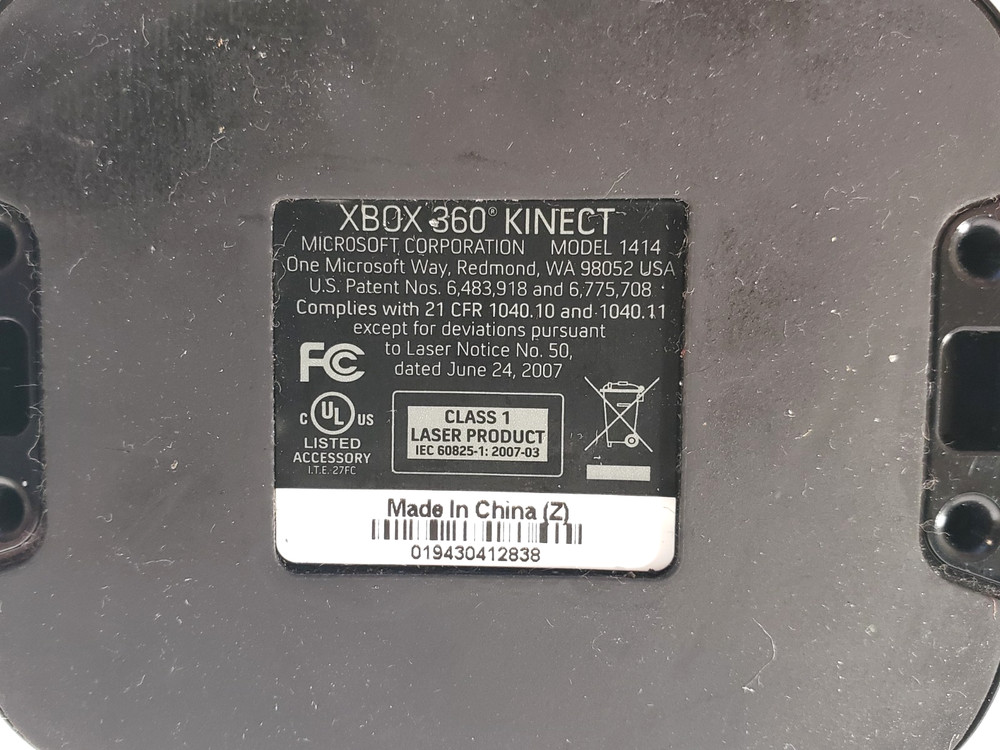 XBOX 360® KINECT
MICROSOFT CORPORATION MODEL 1414
One Microsoft Way, Redmond, WA 98052 USA
U.S. Patent Nos. 6,483,918 and 6,775,708
Complies with 21 CFR 1040.10 and 1040.11
except for deviations pursuant
to Laser Notice No. 50,
dated June 24, 2007
FC
C UL US
LISTED
ACCESSORY
I.T.E. 27FC
CLASS 1
LASER PRODUCT
IEC 60825-1: 2007-03
Made In China (Z)
019430412838